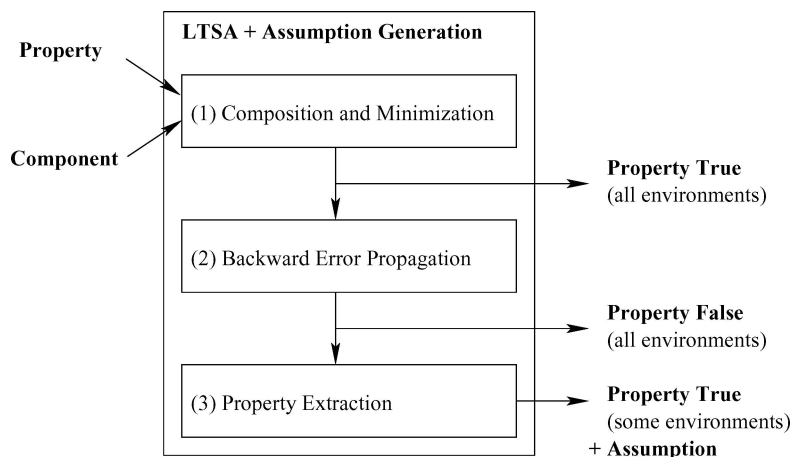 LTSA + Assumption Generation
Property
(1) Composition and Minimization
Component
Property True
(all environments)
(2) Backward Error Propagation
Property False
(all environments)
(3) Property Extraction
Property True
(some environments)
+ Assumption